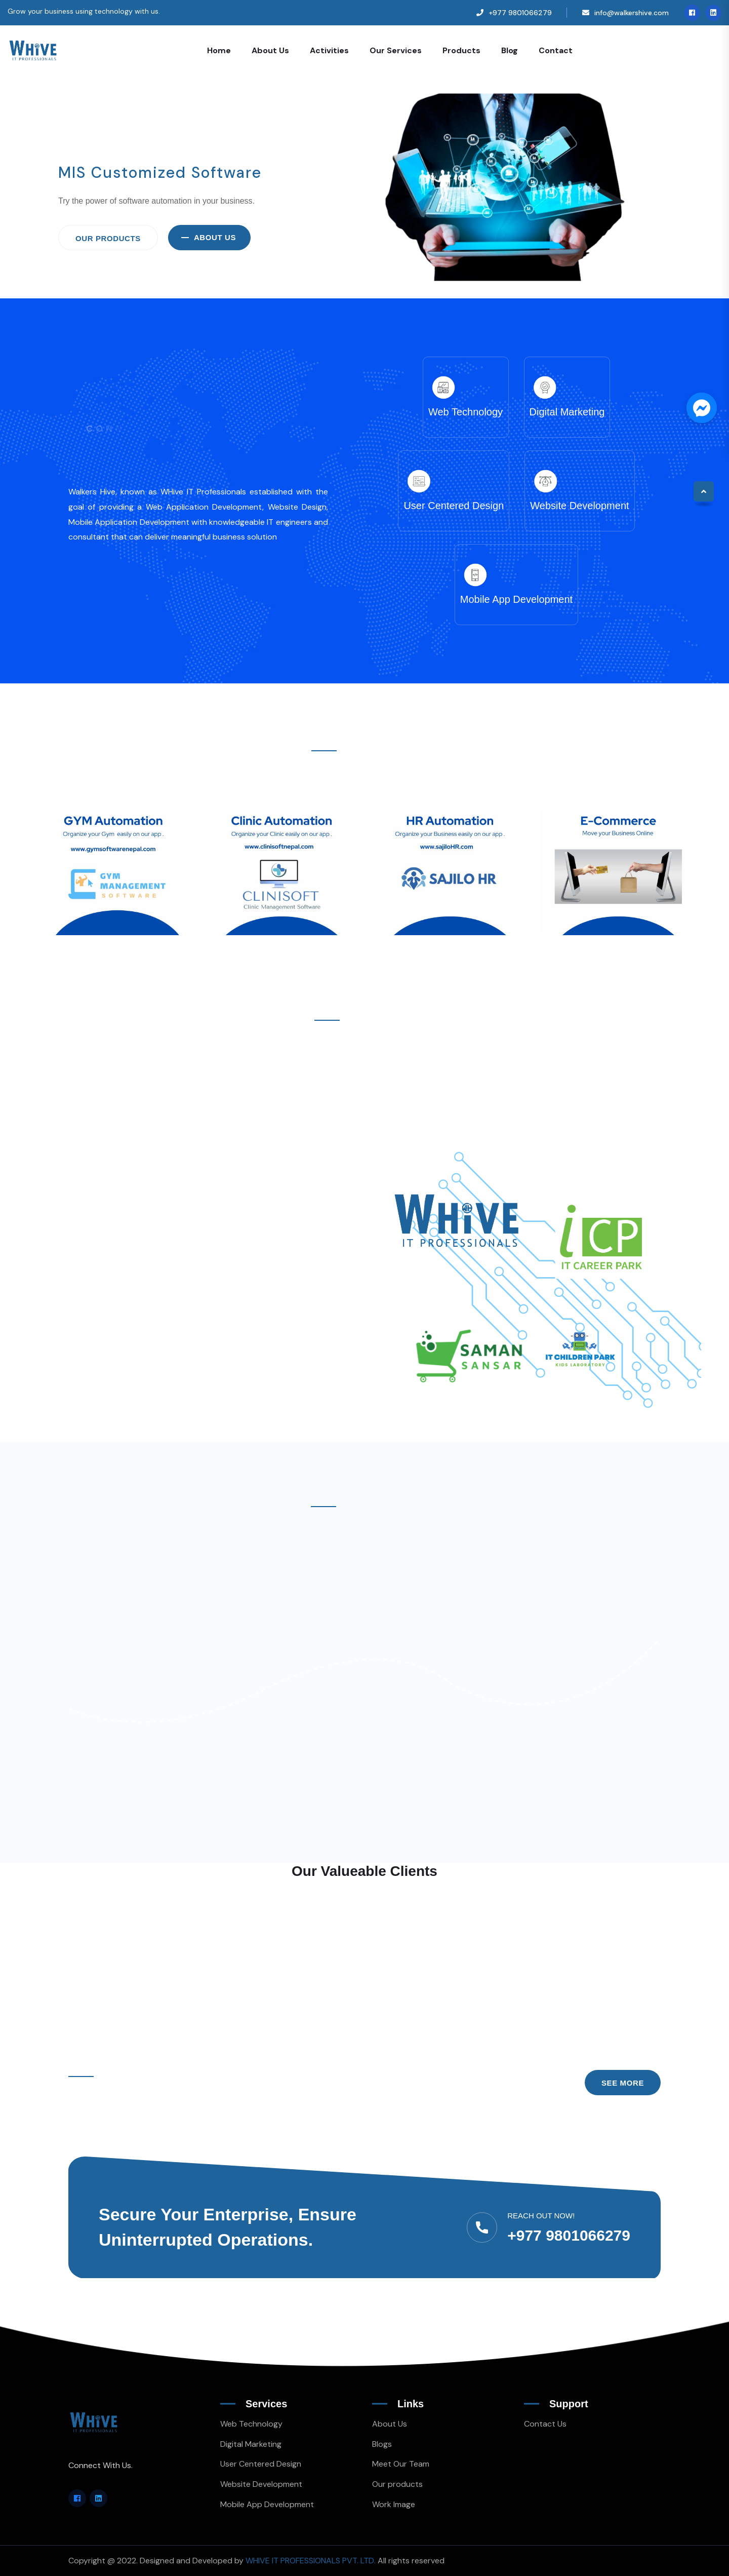 Grow your business using technology with us.
+977 9801066279
info@walkershive.com
WHIVE
IT PROFESSIONALS
Home
About Us
Activities
Our Services
Products
Blog
Contact
MIS Customized Software
Try the power of software automation in your business.
OUR PRODUCTS
ABOUT US
CON
Walkers Hive, known as WHive IT Professionals established with the
goal of providing a Web Application Development, Website Design,
Mobile Application Development with knowledgeable IT engineers and
consultant that can deliver meaningful business solution
Web Technology
Digital Marketing
User Centered Design
Website Development
Mobile App Development
GYM Automation
Organize your Gym easily on our app .
www.gymsoftwarenepal.com
GYM
MANAGEMENT
SOFTWARE
Clinic Automation
Organize your Clinic easily on our app .
www.clinisoftnepal.com
CLINISOFT
Clinic Management Software
HR Automation
Organize your Business easily on our app .
www.sajiloHR.com
SAJILO HR
E-Commerce
Move your Business Online
WHIVE
IT PROFESSIONALS
iCP
IT CAREER PARK
SAMAN
SANSAR
IT CHILDREN PARK
KIDS LABORATORY
Our Valueable Clients
SEE MORE
Secure Your Enterprise, Ensure
Uninterrupted Operations.
REACH OUT NOW!
+977 9801066279
WHIVE
IT PROFESSIONALS
Connect With Us.
Services
Web Technology
Digital Marketing
User Centered Design
Website Development
Mobile App Development
Links
About Us
Blogs
Meet Our Team
Our products
Work Image
Support
Contact Us
Copyright @ 2022. Designed and Developed by WHIVE IT PROFESSIONALS PVT. LTD. All rights reserved